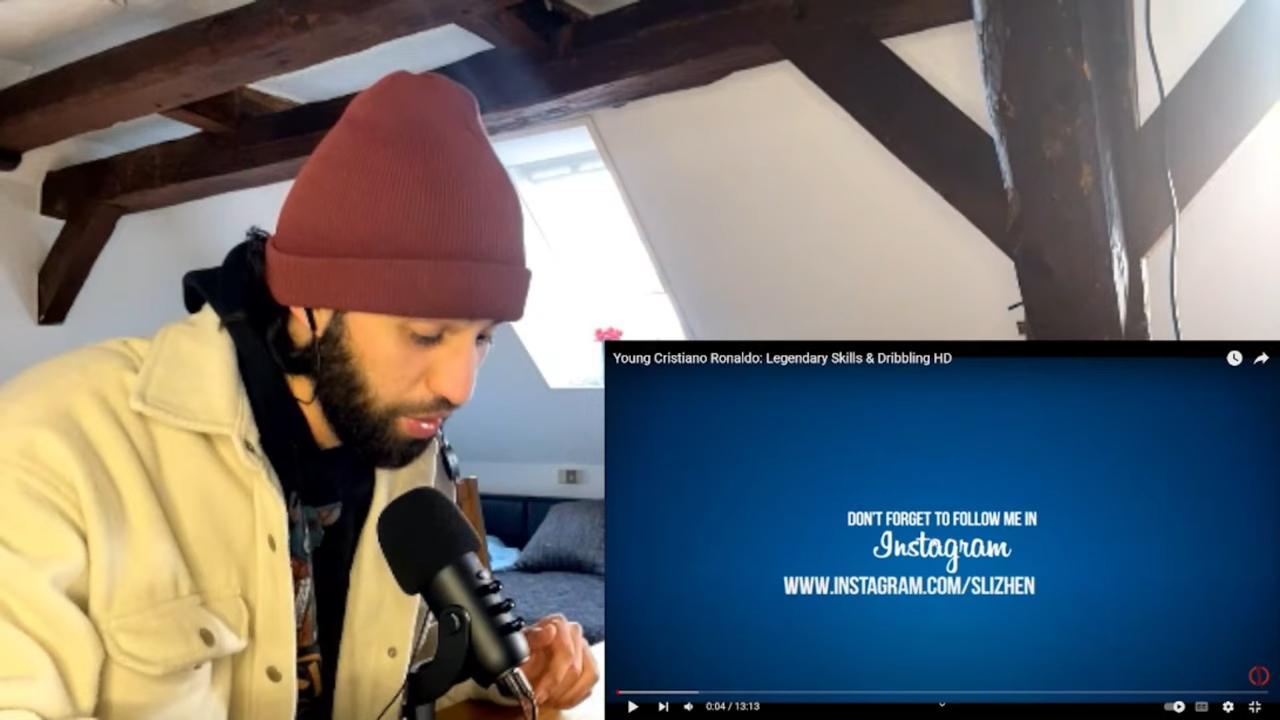 Young Cristiano Ronaldo: Legendary Skills & Dribbling HD
DON'T FORGET TO FOLLOW ME IN
Instagram
WWW.INSTAGRAM.COM/SLIZHEN
0:04 / 13:13